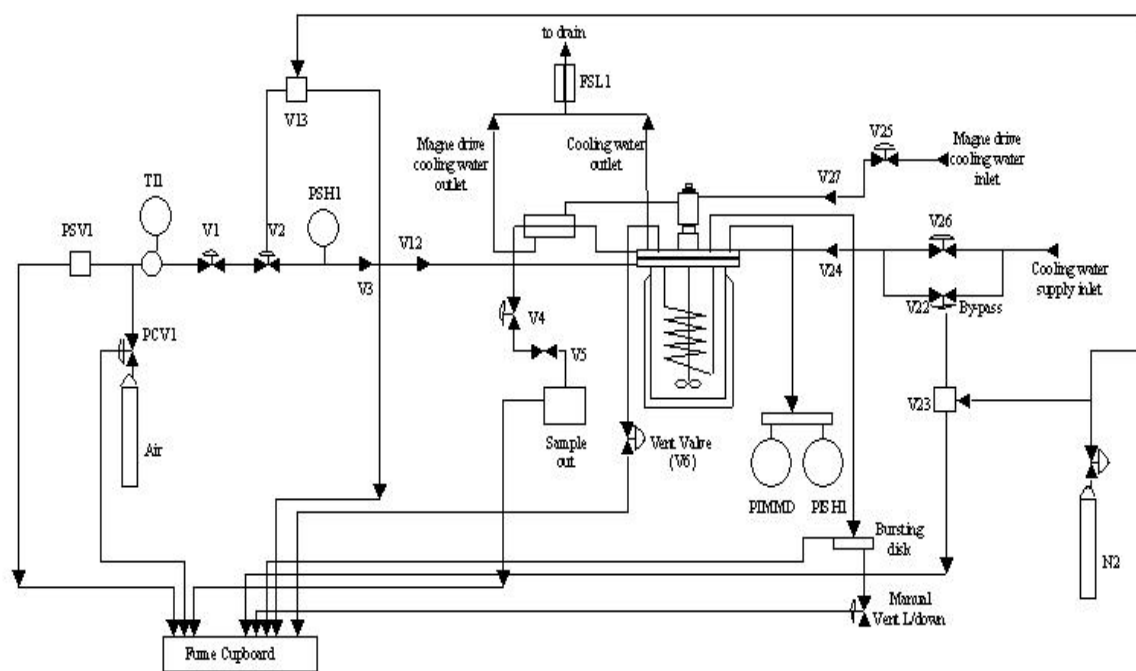 to drain
FSL1
V13
Magne drive
cooling water
outlet
Cooling water
outlet
V25
Magne drive
cooling water
inlet
V27
TI1
PSH1
PSV1
V1
V2
V12
V3
V26
V24
Cooling water
supply inlet
V22
By-pass
V4
PCV1
V5
V23
Air
Sample
out
Vent Valve
(V6)
PIMMD
PISH1
Bursting
disk
N2
Manual
Vent L/down
Fume Cupboard